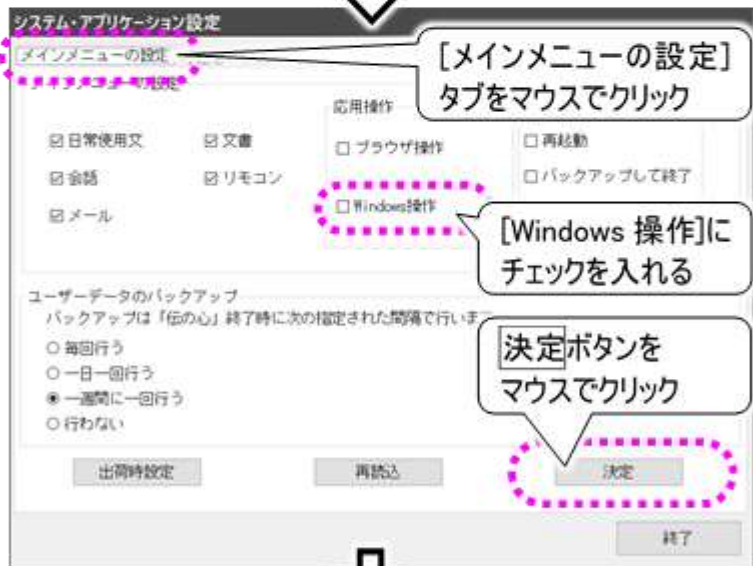 システム・アプリケーション設定
メインメニューの設定
[メインメニューの設定]
タブをマウスでクリック
メインメニューの設定
応用操作
☑日常使用文
☑文書
☐ブラウザ操作
☐再起動
☑会話
☑リモコン
☐バックアップして終了
☑メール
☐Windows操作
[Windows 操作]に
チェックを入れる
ユーザーデータのバックアップ
バックアップは「伝の心」終了時に次の指定された間隔で行いま
○毎回行う
○一日一回行う
◉一週間に一回行う
○行わない
決定ボタンを
マウスでクリック
出荷時設定
再読込
決定
終了